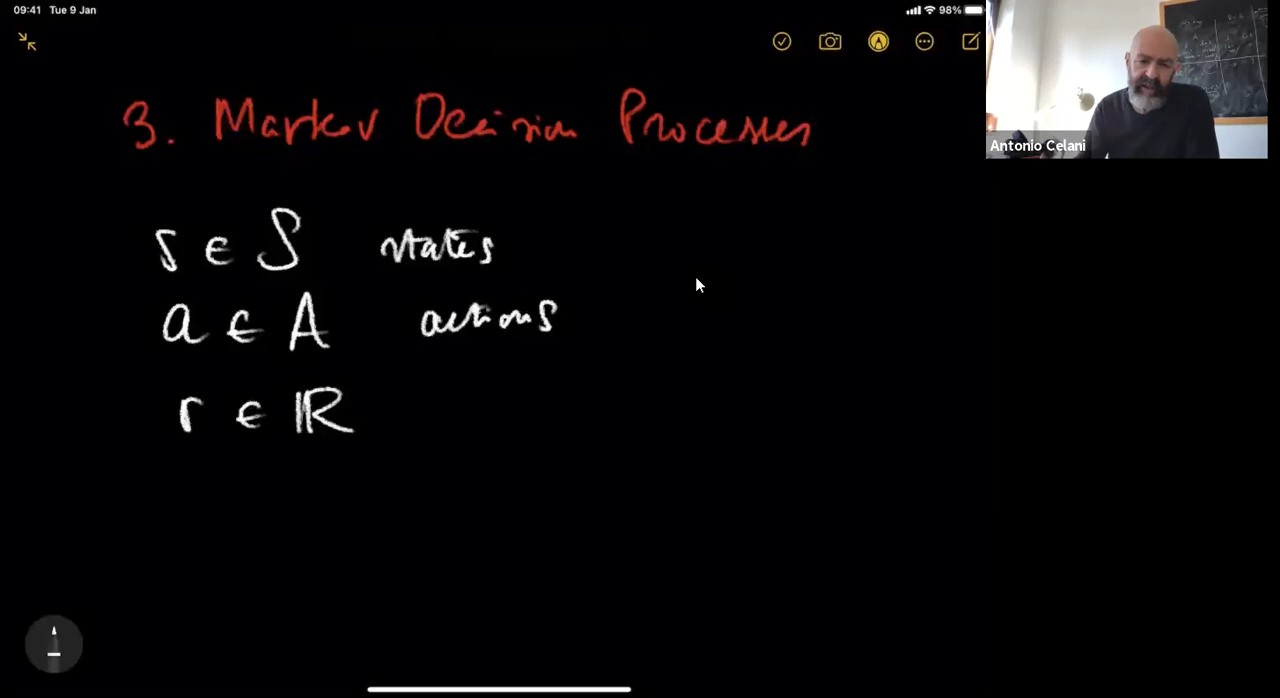 09:41 Tue 9 Jan
98%
Antonio Celani
3. Markov Decision Processes
s ∈ S states
a ∈ A actions
r ∈ ℝ